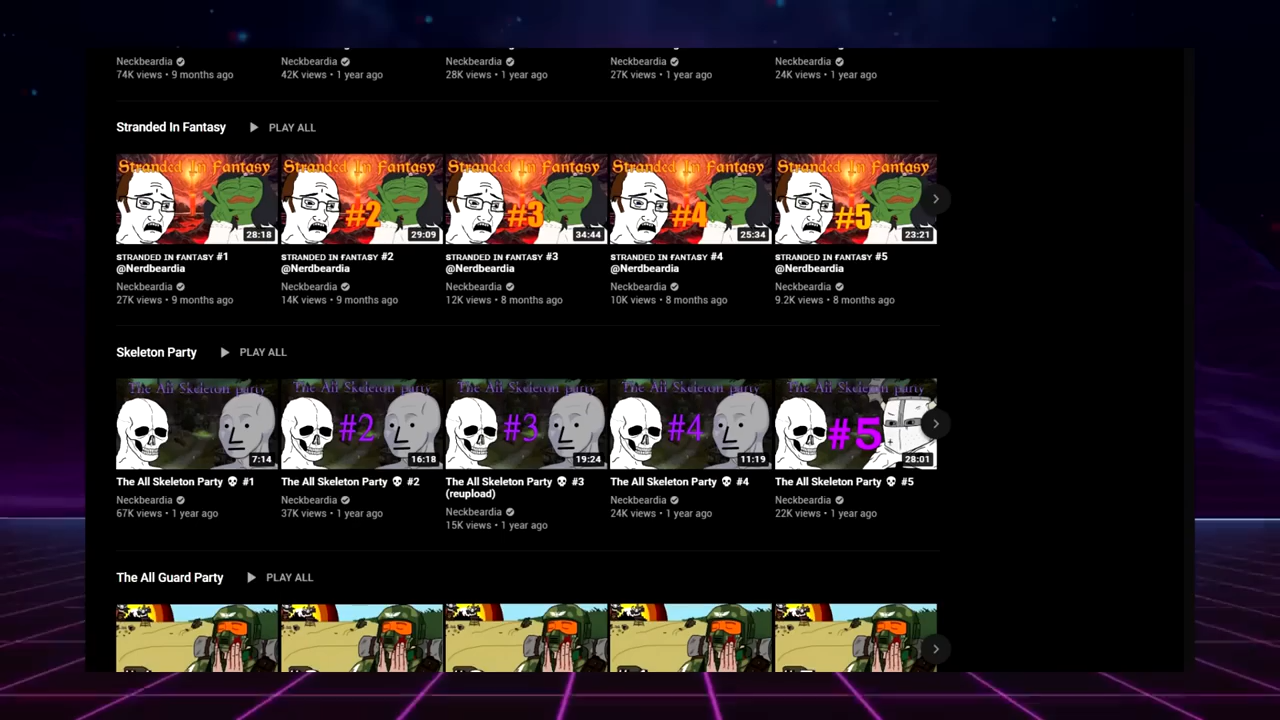 Neckbeardia Neckbeardia Neckbeardia Neckbeardia Neckbeardia
74K views • 9 months ago 42K views • 1 year ago 28K views • 1 year ago 27K views • 1 year ago 24K views • 1 year ago
Stranded In Fantasy PLAY ALL
Stranded In Fantasy Stranded In Fantasy Stranded In Fantasy Stranded In Fantasy Stranded In Fantasy
#2 #3 #4 #5
28:18 29:09 34:44 25:34 23:21
STRANDED IN FANTASY #1 STRANDED IN FANTASY #2 STRANDED IN FANTASY #3 STRANDED IN FANTASY #4 STRANDED IN FANTASY #5
@Nerdbeardia @Nerdbeardia @Nerdbeardia @Nerdbeardia @Nerdbeardia
Neckbeardia Neckbeardia Neckbeardia Neckbeardia Neckbeardia
27K views • 9 months ago 14K views • 9 months ago 12K views • 8 months ago 10K views • 8 months ago 9.2K views • 8 months ago
Skeleton Party PLAY ALL
The All Skeleton party The All Skeleton party The All Skeleton party The All Skeleton party The All Skeleton party
#2 #3 #4 #5
7:14 16:18 19:24 11:19 28:01
The All Skeleton Party 💀 #1 The All Skeleton Party 💀 #2 The All Skeleton Party 💀 #3 The All Skeleton Party 💀 #4 The All Skeleton Party 💀 #5
(reupload)
Neckbeardia Neckbeardia Neckbeardia Neckbeardia Neckbeardia
67K views • 1 year ago 37K views • 1 year ago 15K views • 1 year ago 24K views • 1 year ago 22K views • 1 year ago
The All Guard Party PLAY ALL